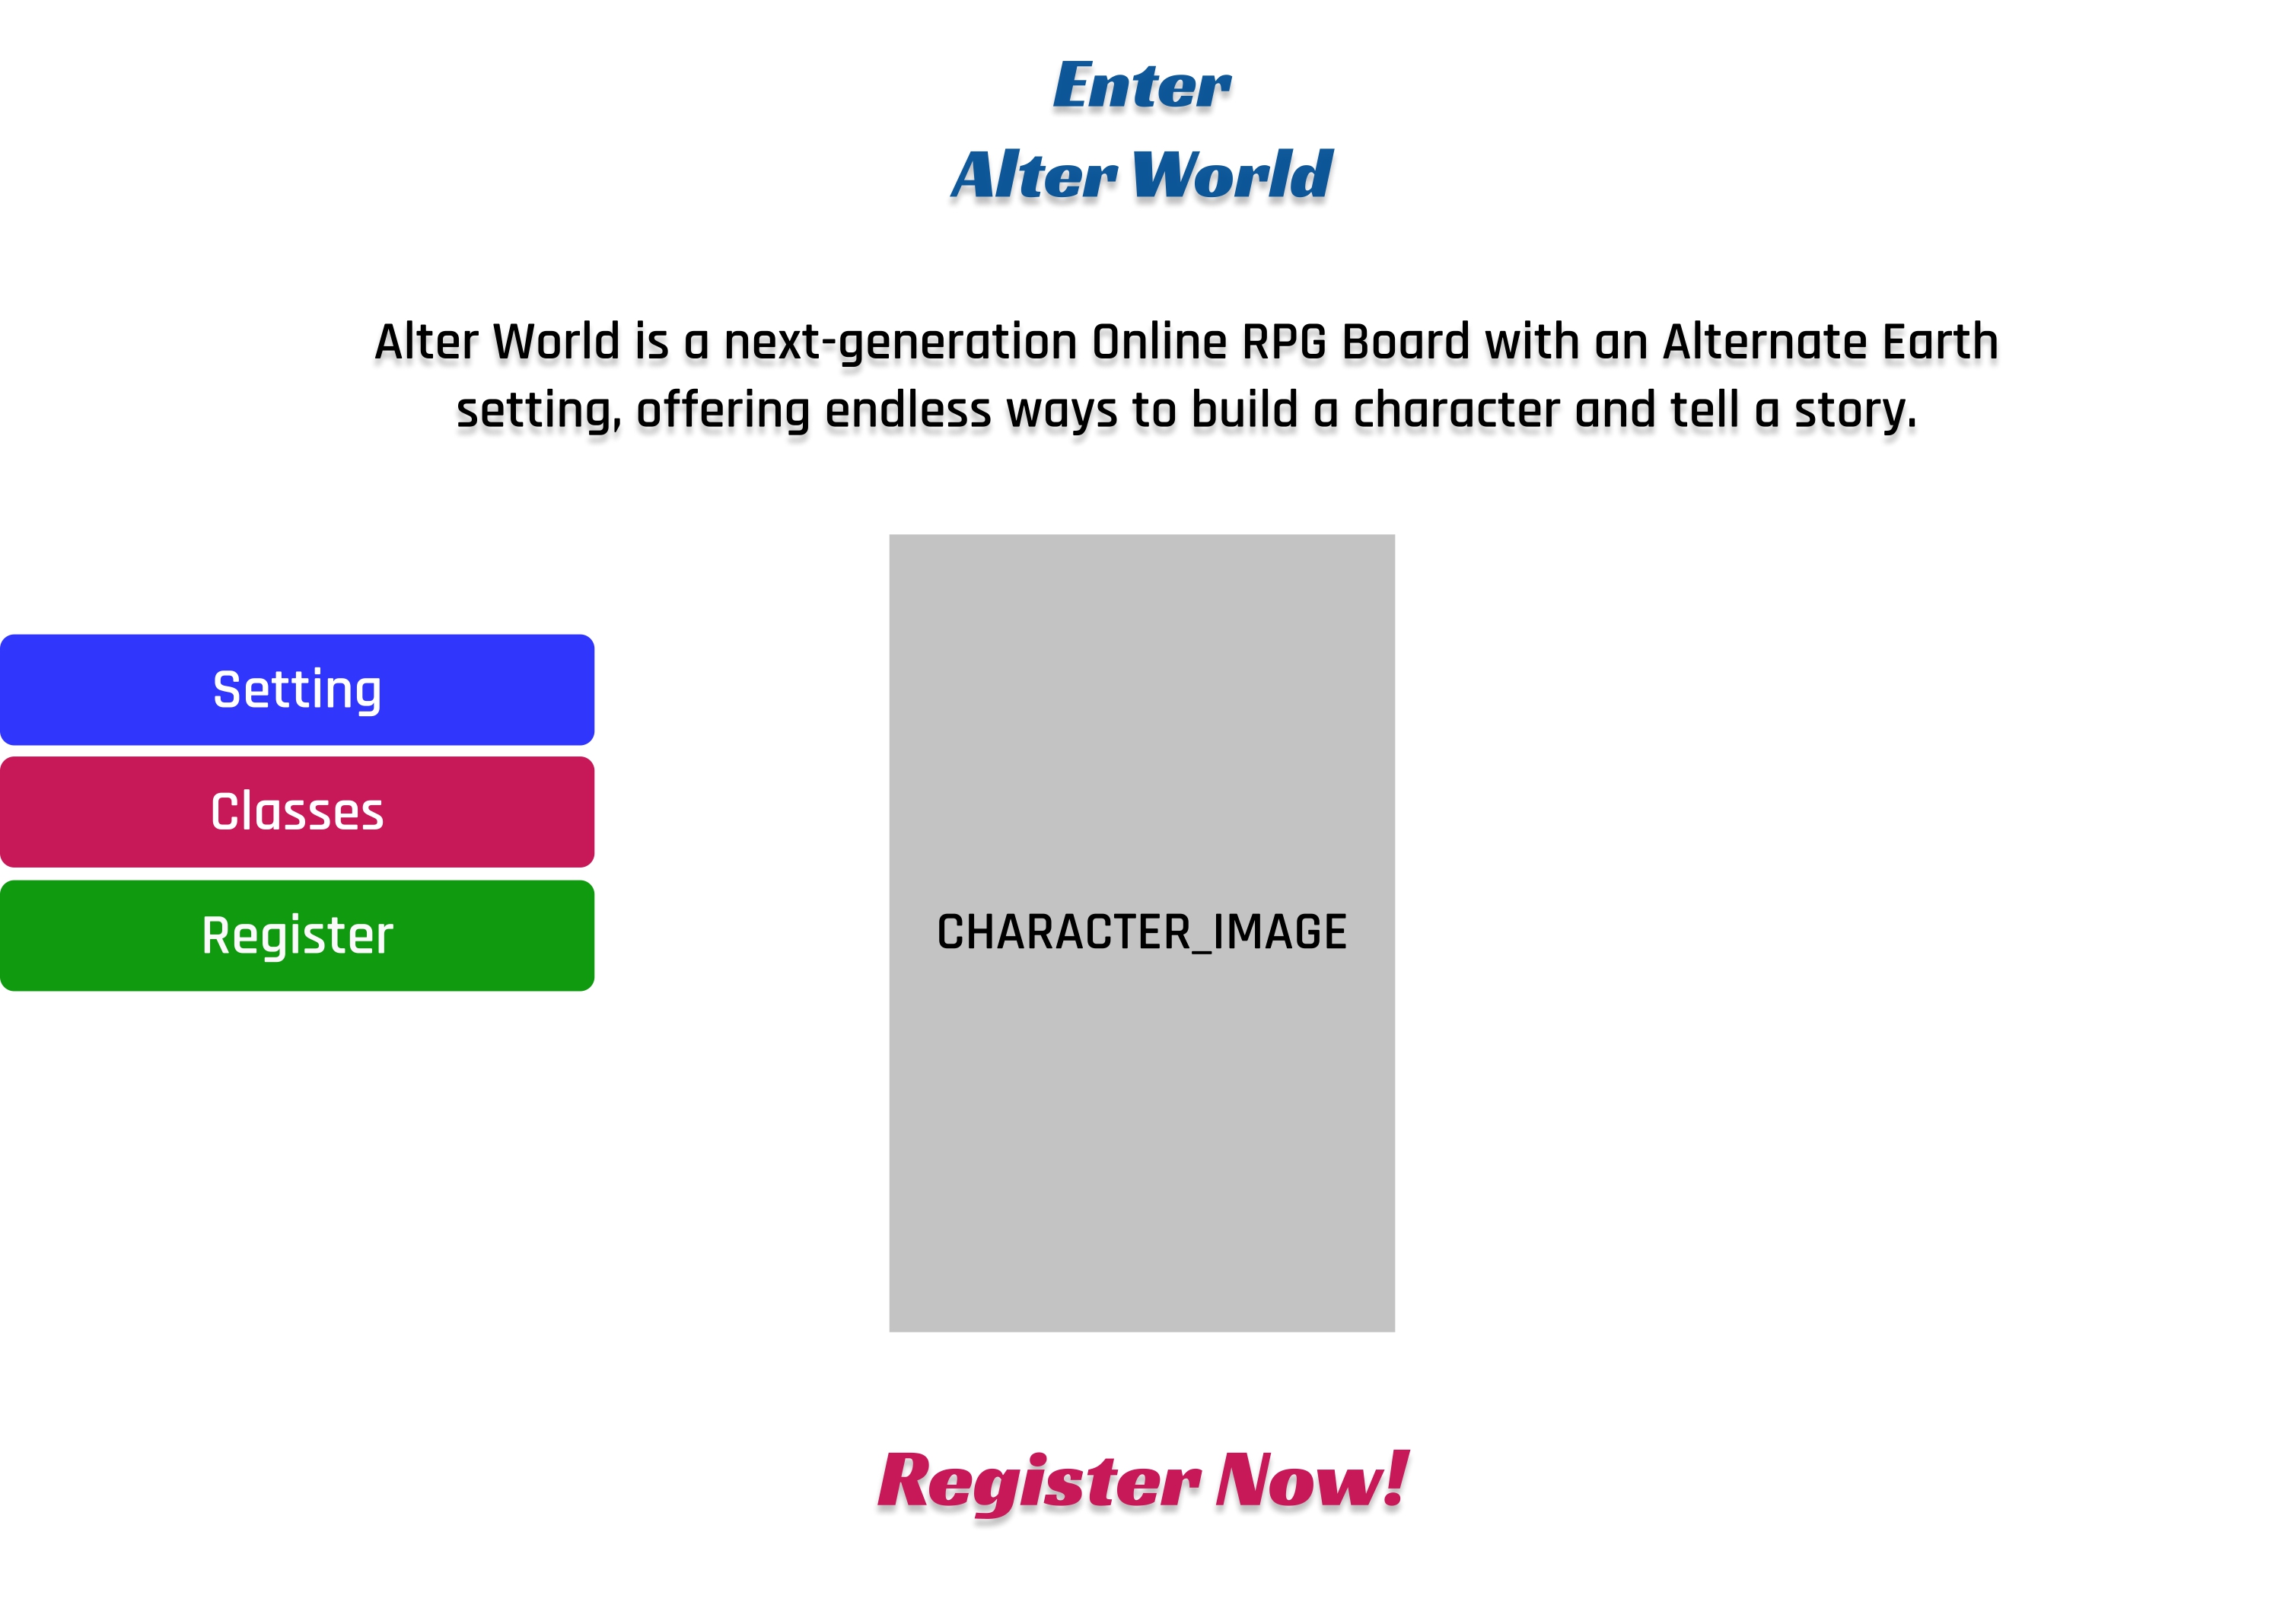 Enter
Alter World
Alter World is a next-generation Online RPG Board with an Alternate Earth
setting, offering endless ways to build a character and tell a story.
Setting
Classes
Register
CHARACTER_IMAGE
Register Now!